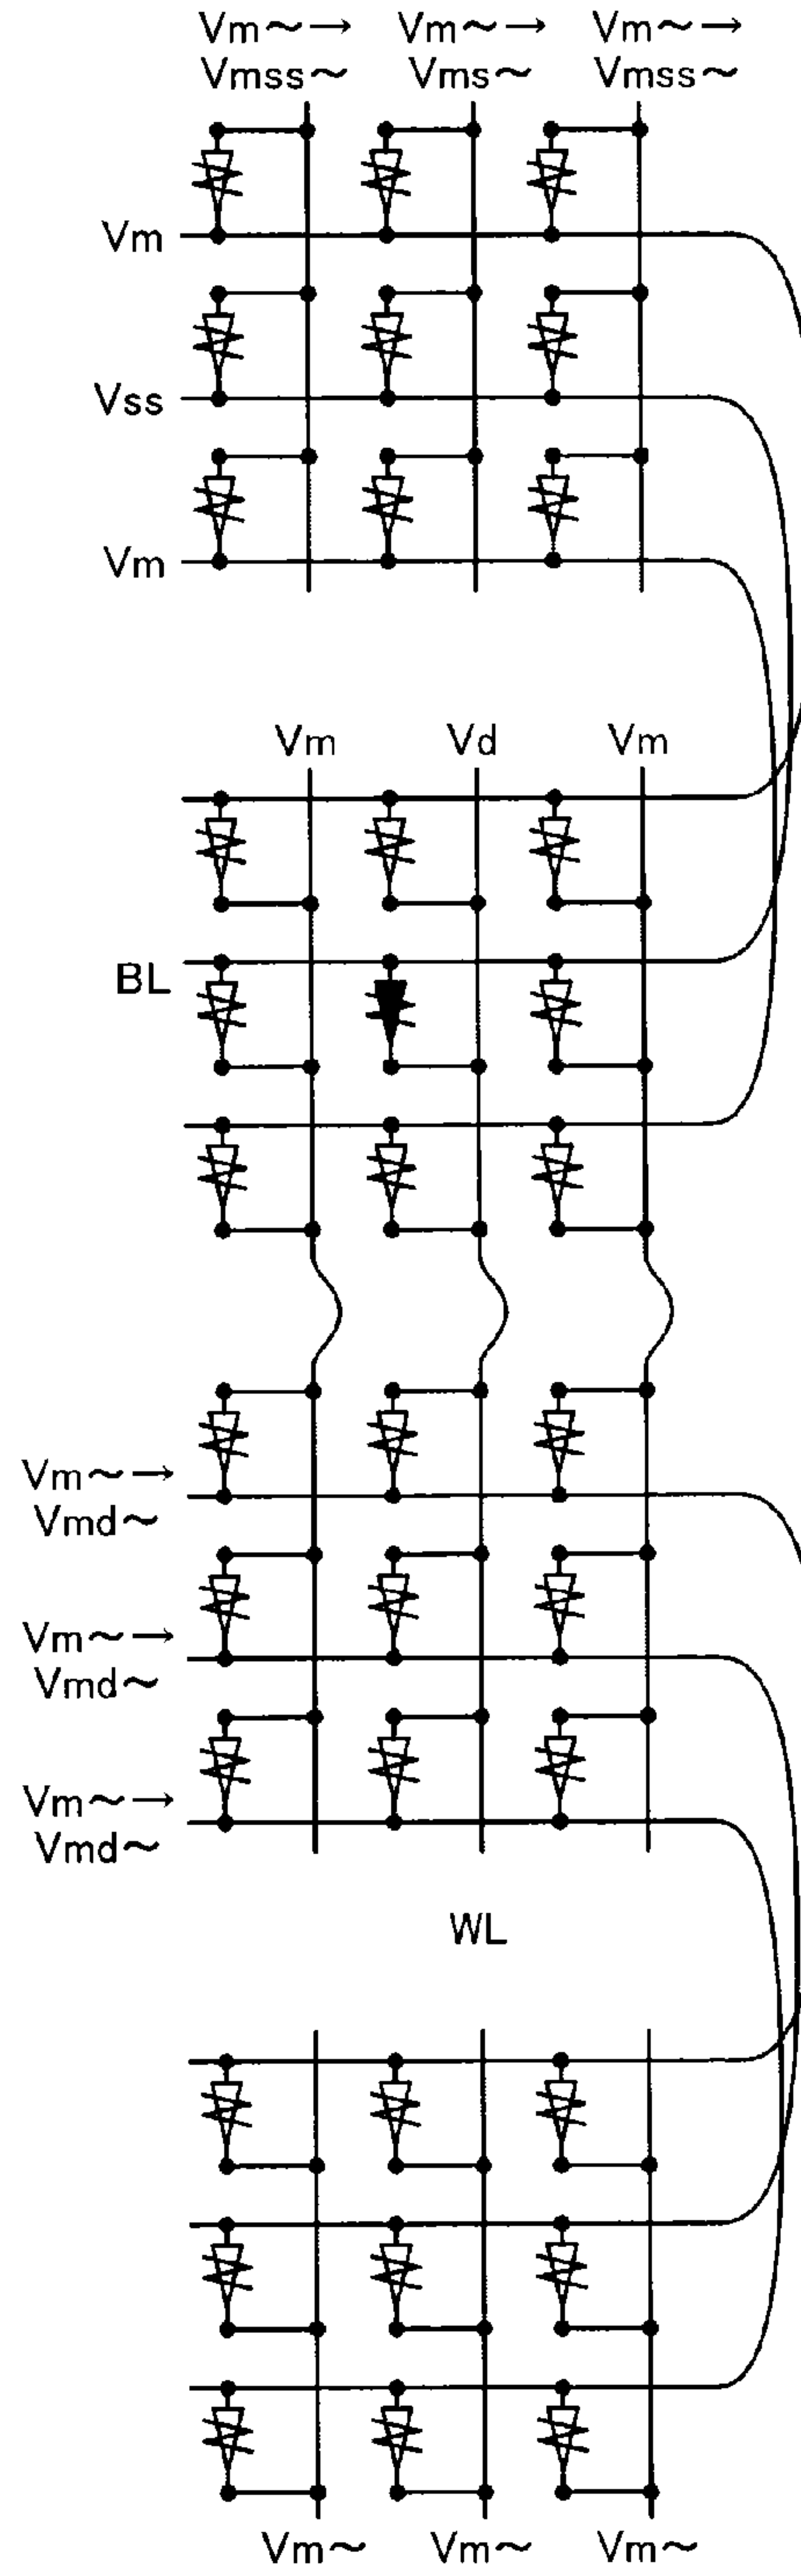 Vm～→ Vm～→ Vm～→
Vmss～ Vms～ Vmss～
Vm
Vss
Vm
Vm Vd Vm
BL
Vm～→
Vmd～
Vm～→
Vmd～
Vm～→
Vmd～
WL
Vm～ Vm～ Vm～